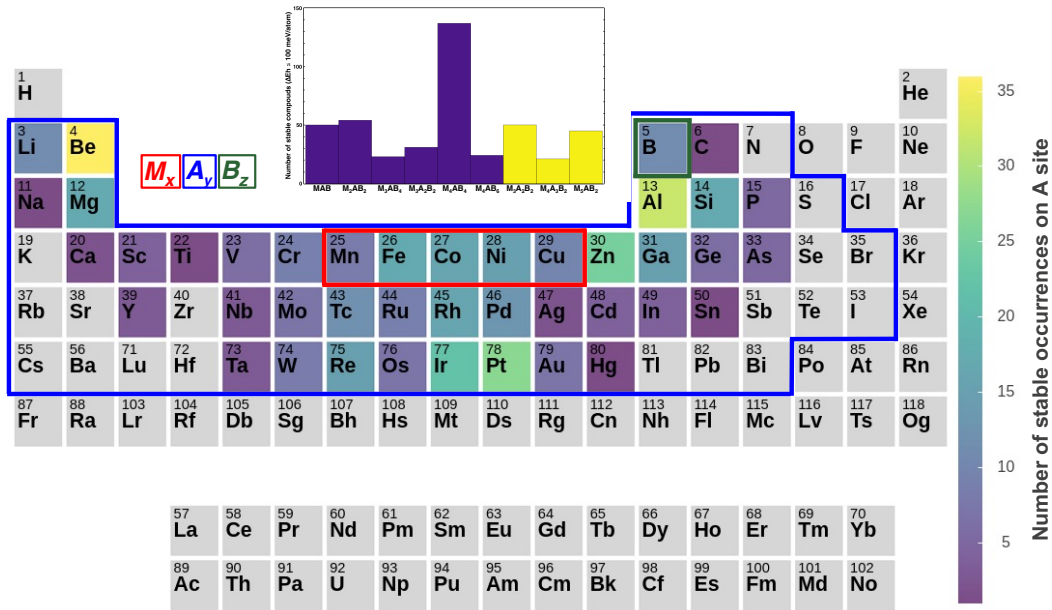 150
100
50
0
Number of stable compouds (ΔEh ≥ 100 meV/atom)
MAB M₂AB₂ M₂AB₄ M₃A₂B₂ M₄AB₄ M₄AB₆
MₓAᵧB_z
1 2
H He
3 4 5 6 7 8 9 10
Li Be B C N O F Ne
11 12 13 14 15 16 17 18
Na Mg Al Si P S Cl Ar
19 20 21 22 23 24 25 26 27 28 29 30 31 32 33 34 35 36
K Ca Sc Ti V Cr Mn Fe Co Ni Cu Zn Ga Ge As Se Br Kr
37 38 39 40 41 42 43 44 45 46 47 48 49 50 51 52 53 54
Rb Sr Y Zr Nb Mo Tc Ru Rh Pd Ag Cd In Sn Sb Te I Xe
55 56 71 72 73 74 75 76 77 78 79 80 81 82 83 84 85 86
Cs Ba Lu Hf Ta W Re Os Ir Pt Au Hg Tl Pb Bi Po At Rn
87 88 103 104 105 106 107 108 109 110 111 112 113 114 115 116 117 118
Fr Ra Lr Rf Db Sg Bh Hs Mt Ds Rg Cn Nh Fl Mc Lv Ts Og
57 58 59 60 61 62 63 64 65 66 67 68 69 70
La Ce Pr Nd Pm Sm Eu Gd Tb Dy Ho Er Tm Yb
89 90 91 92 93 94 95 96 97 98 99 100 101 102
Ac Th Pa U Np Pu Am Cm Bk Cf Es Fm Md No
35
30
25
20
15
10
5
Number of stable occurrences on A site